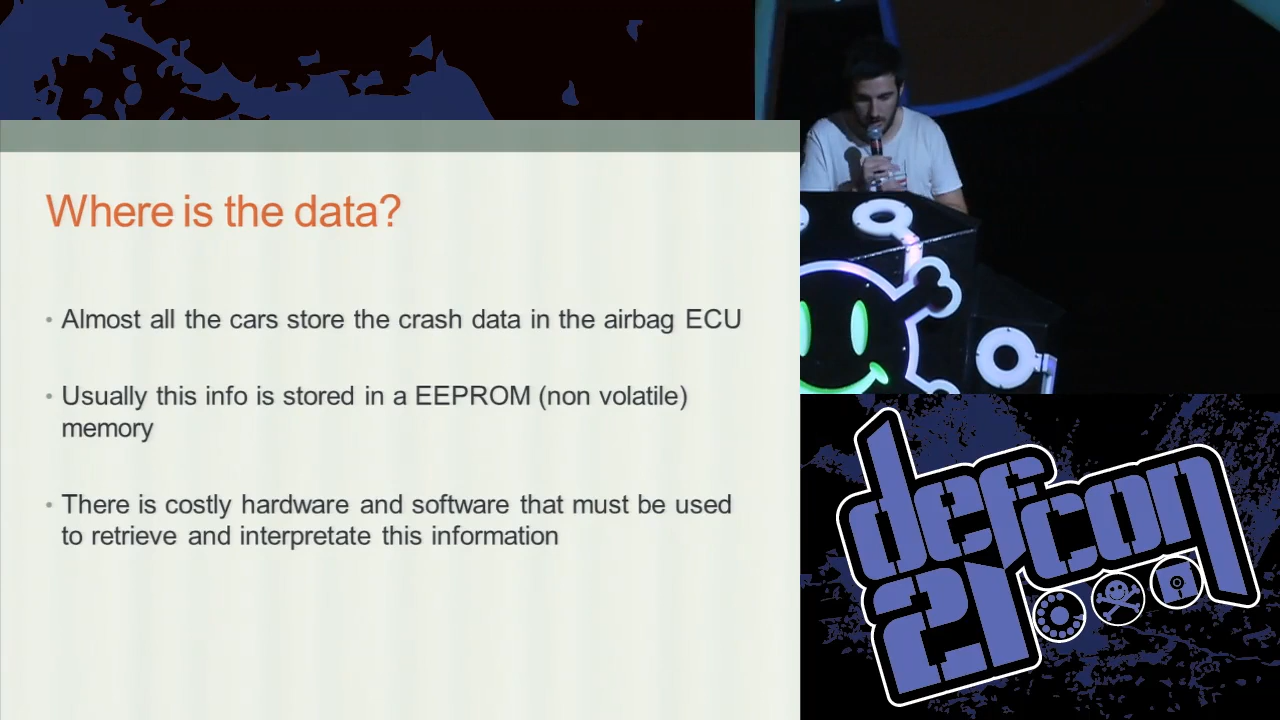 Where is the data?
• Almost all the cars store the crash data in the airbag ECU
• Usually this info is stored in a EEPROM (non volatile)
memory
• There is costly hardware and software that must be used
to retrieve and interpretate this information
defcon
21